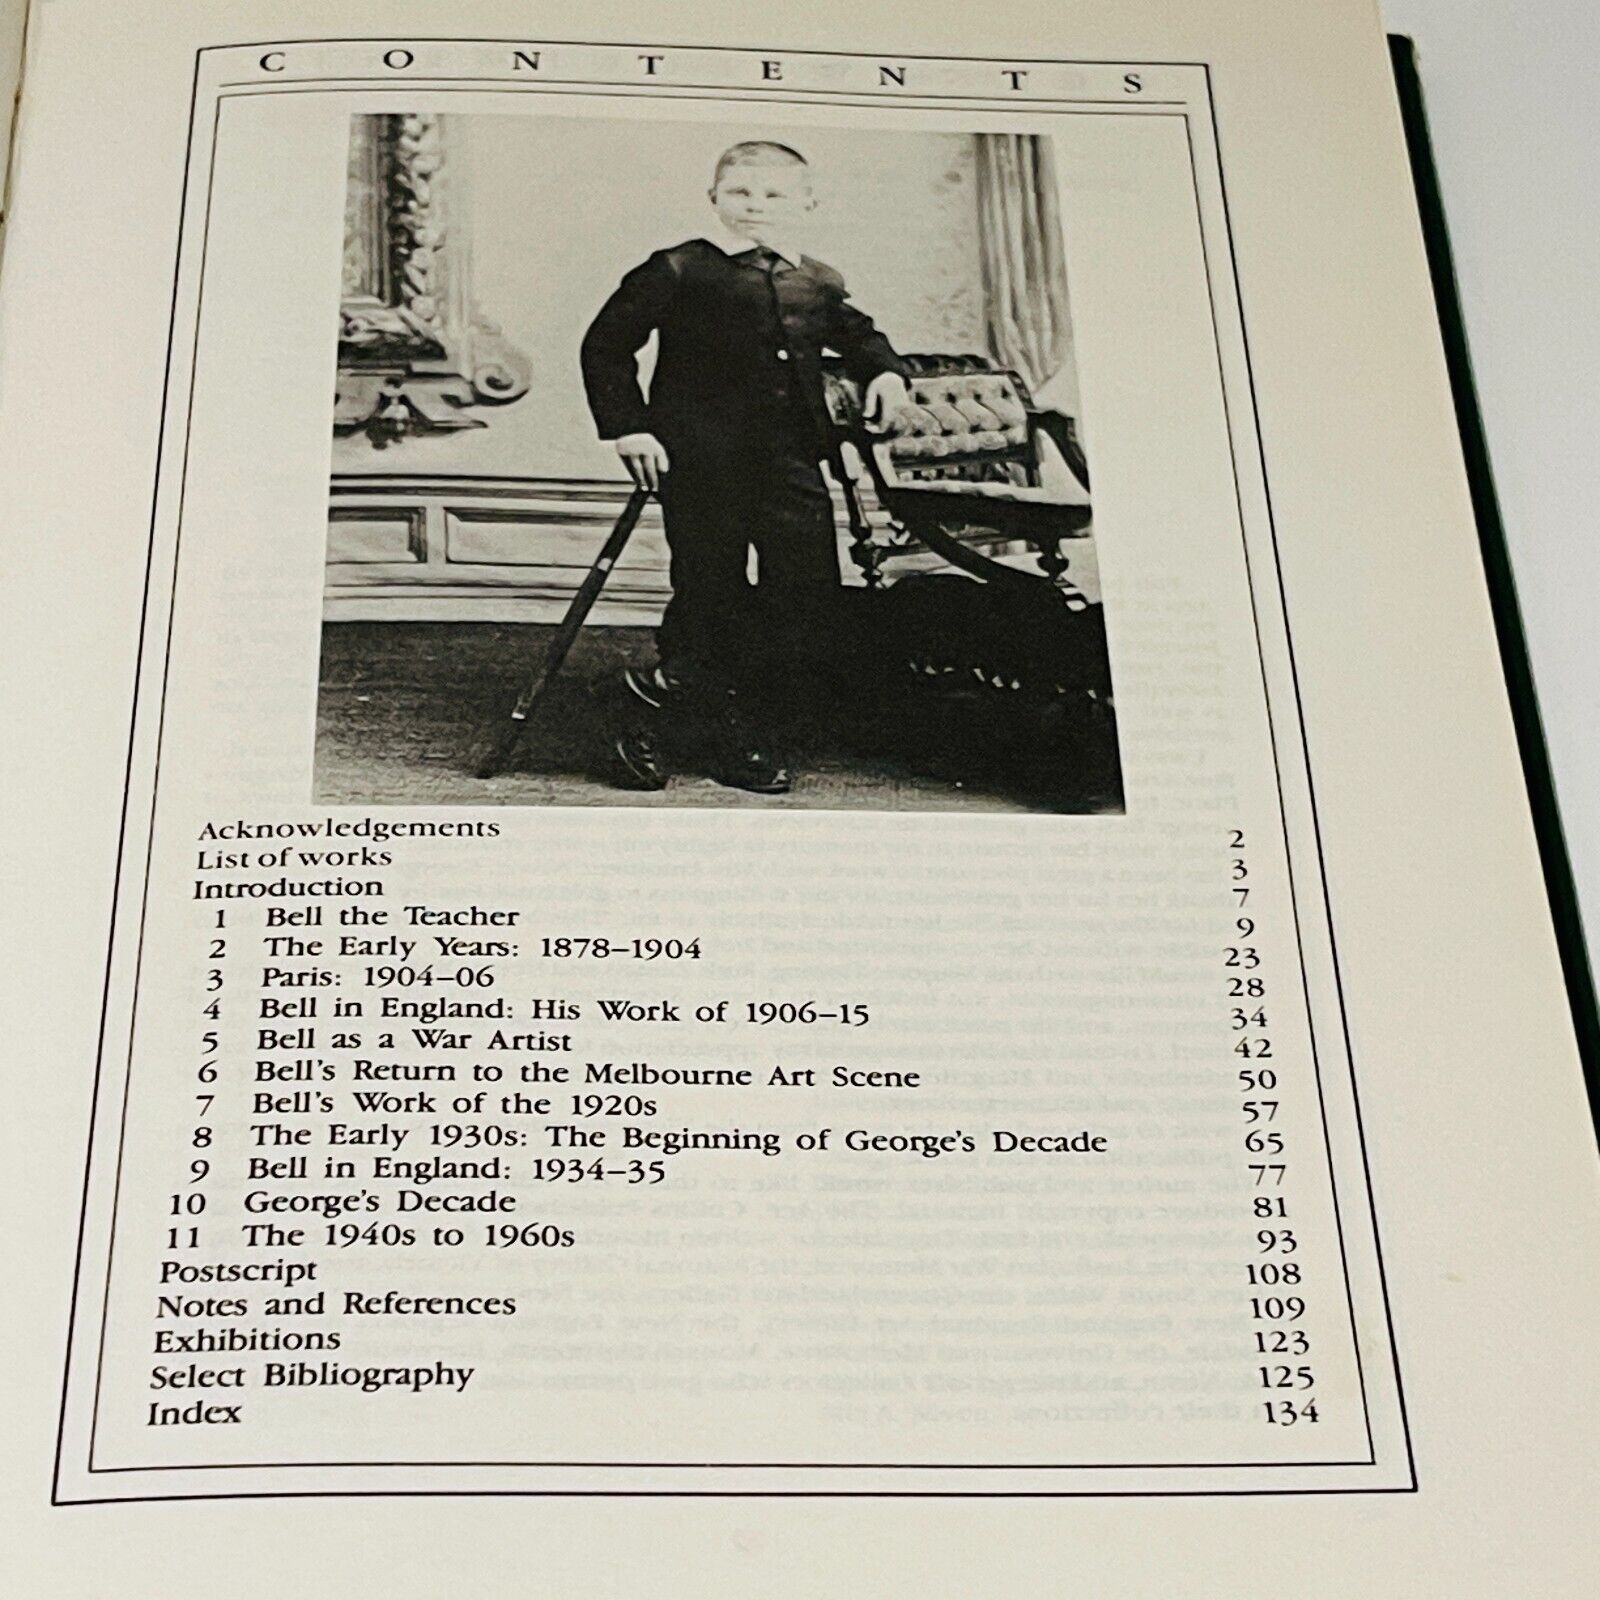 CONTENTS
Acknowledgements 2
List of works 3
Introduction 7
1 Bell the Teacher 9
2 The Early Years: 1878–1904 23
3 Paris: 1904–06 28
4 Bell in England: His Work of 1906–15 34
5 Bell as a War Artist 42
6 Bell's Return to the Melbourne Art Scene 50
7 Bell's Work of the 1920s 57
8 The Early 1930s: The Beginning of George's Decade 65
9 Bell in England: 1934–35 77
10 George's Decade 81
11 The 1940s to 1960s 93
Postscript 108
Notes and References 109
Exhibitions 123
Select Bibliography 125
Index 134